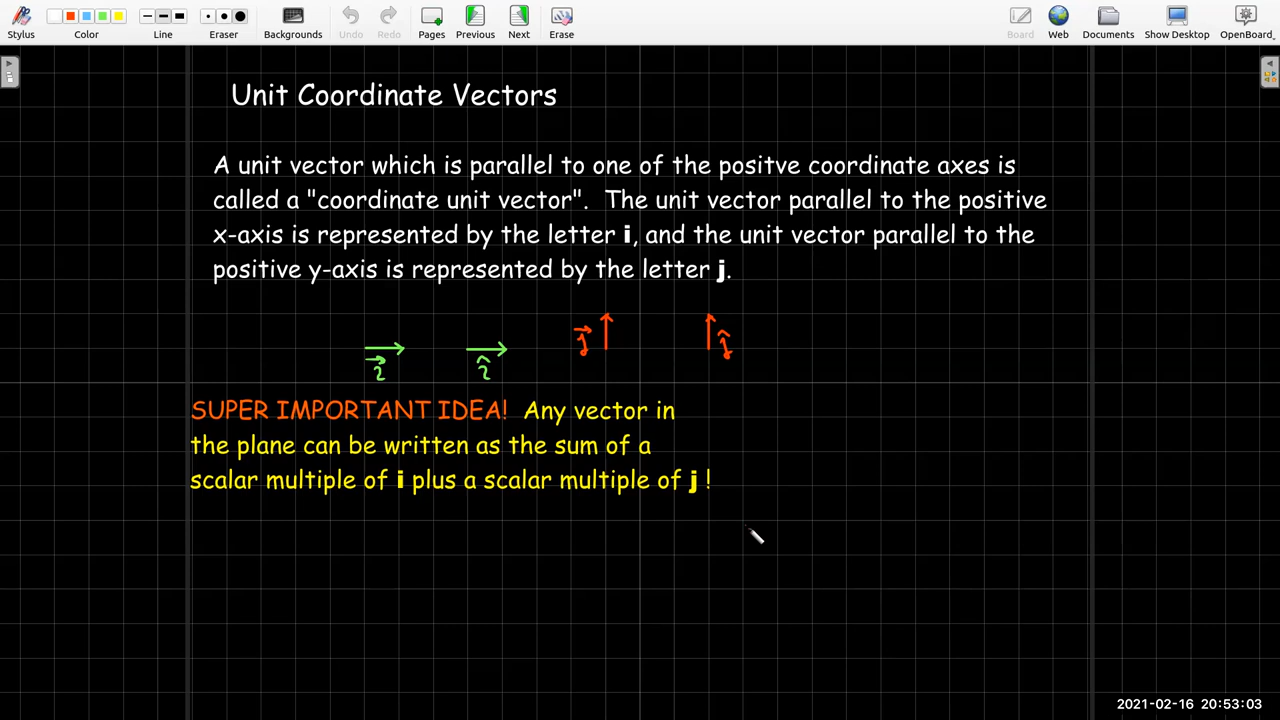 Stylus Color Line Eraser Backgrounds Undo Redo Pages Previous Next Erase Board Web Documents Show Desktop OpenBoard
Unit Coordinate Vectors
A unit vector which is parallel to one of the positve coordinate axes is
called a "coordinate unit vector". The unit vector parallel to the positive
x-axis is represented by the letter i, and the unit vector parallel to the
positive y-axis is represented by the letter j.
i⃗ î j⃗ ĵ
SUPER IMPORTANT IDEA! Any vector in
the plane can be written as the sum of a
scalar multiple of i plus a scalar multiple of j !
2021-02-16 20:53:03